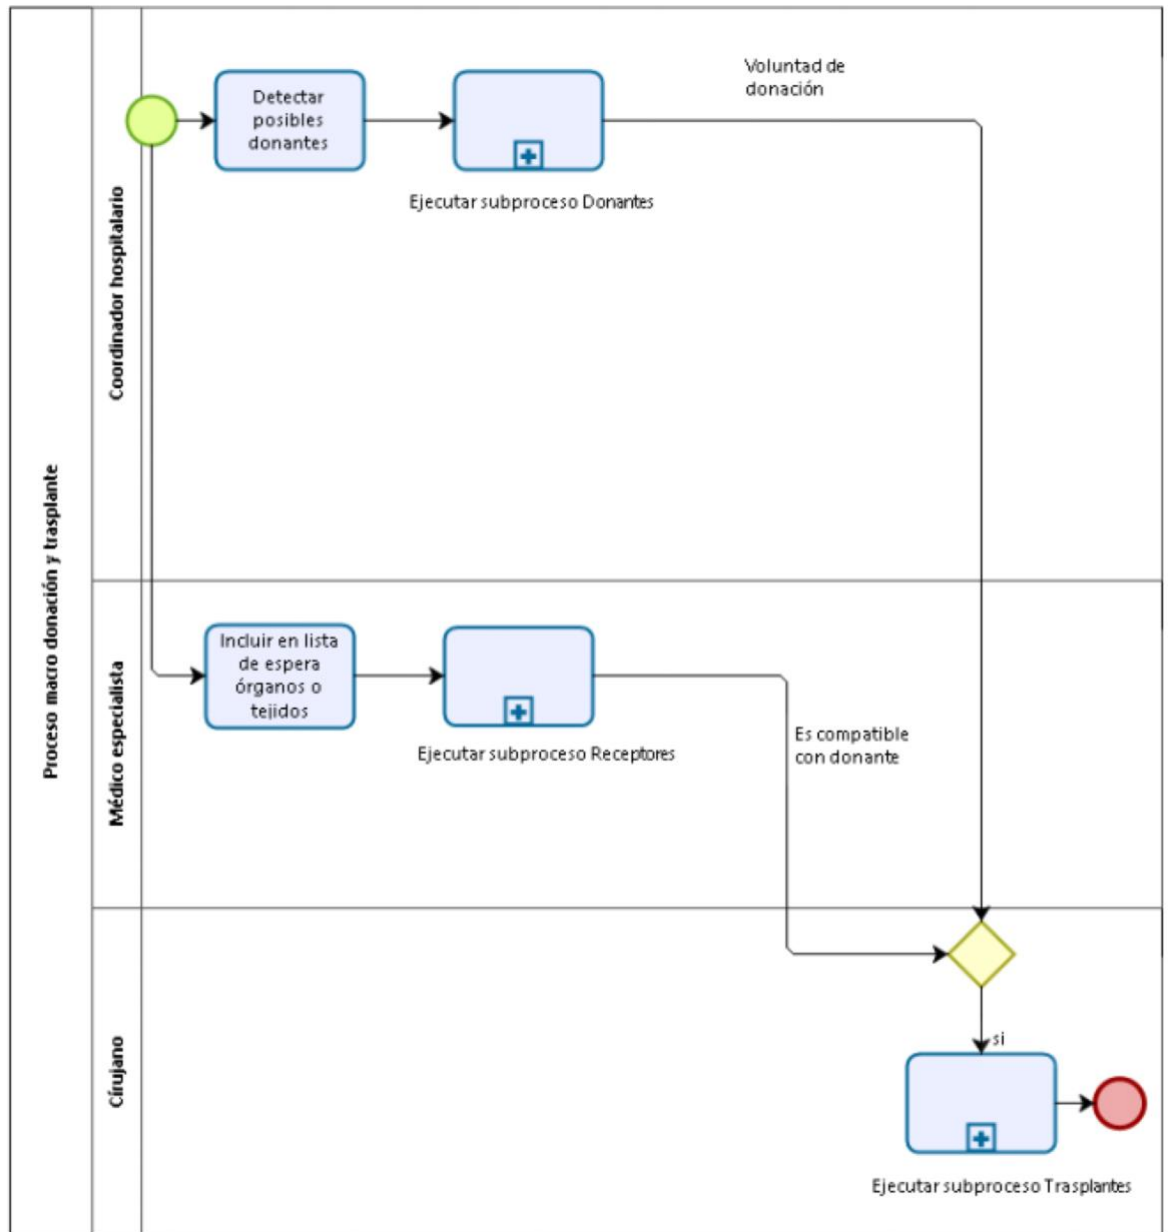 Proceso macro donación y trasplante
Coordinador hospitalario
Detectar
posibles
donantes
Ejecutar subproceso Donantes
Voluntad de
donación
Médico especialista
Incluir en lista
de espera
órganos o
tejidos
Ejecutar subproceso Receptores
Es compatible
con donante
Círujano
si
Ejecutar subproceso Trasplantes